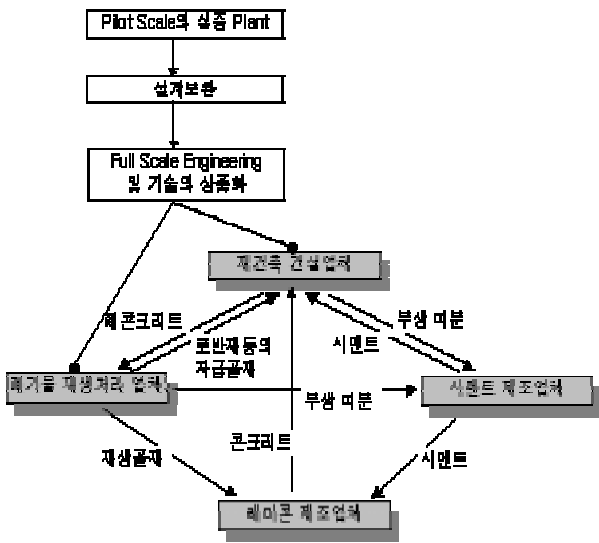 Pilot Scale의 실증 Plant
설계보완
Full Scale Engineering
및 기술의 상품화
재건축 건설업체
폐콘크리트
로반재등의
저급골재
부생 미분
시멘트
폐기물 재생처리 업체
부생 미분
시멘트 제조업체
재생골재
콘크리트
시멘트
레미콘 제조업체